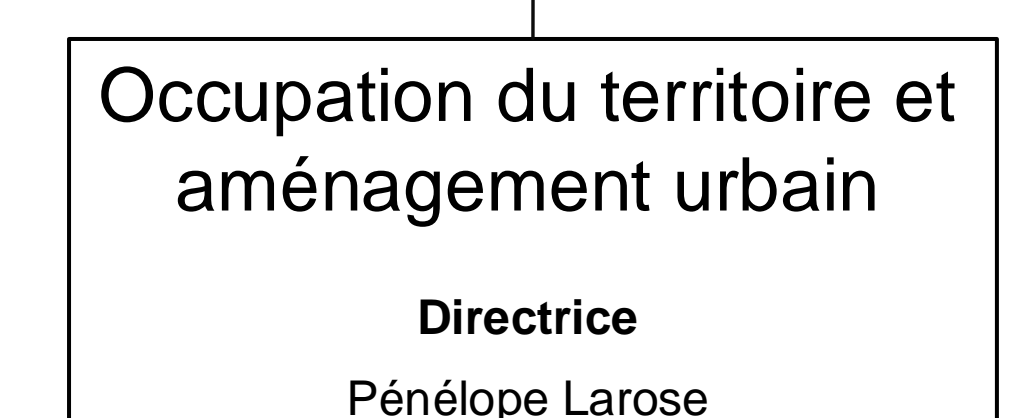 Occupation du territoire et
aménagement urbain
Directrice
Pénélope Larose